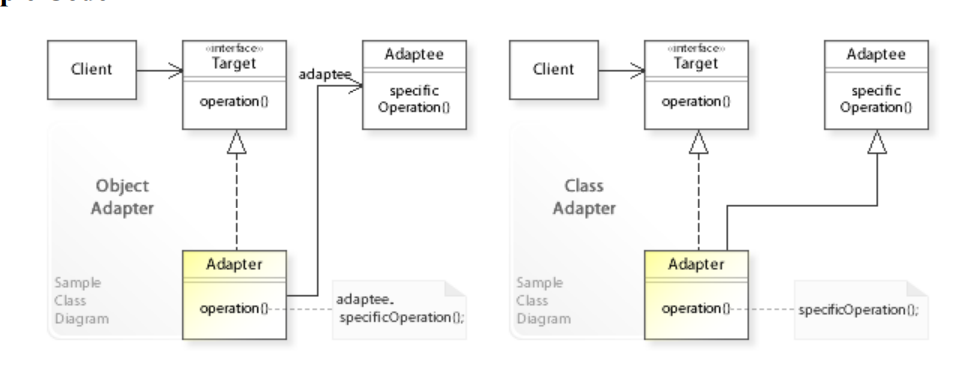 Client
«interface»
Target
operation()
adaptee
Adaptee
specific
Operation()
Object
Adapter
Adapter
operation()
Sample
Class
Diagram
adaptee.
specificOperation();
Client
«interface»
Target
operation()
Adaptee
specific
Operation()
Class
Adapter
Adapter
operation()
Sample
Class
Diagram
specificOperation();